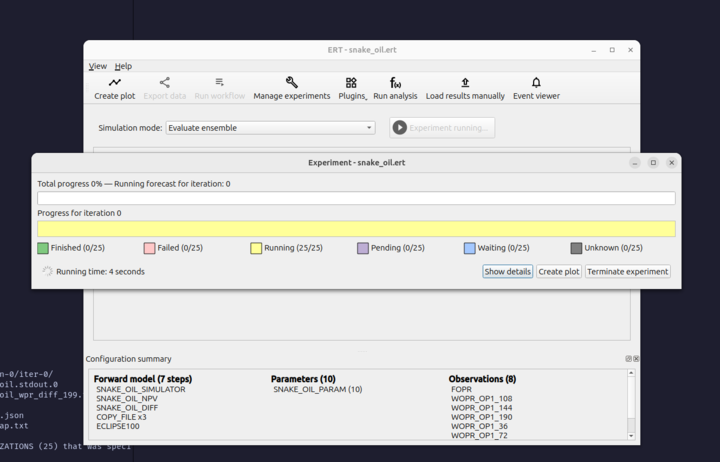 ERT - snake_oil.ert
View Help
Create plot Export data Run workflow Manage experiments Plugins Run analysis Load results manually Event viewer
Simulation mode: Evaluate ensemble Experiment running...
Experiment - snake_oil.ert
Total progress 0% — Running forecast for iteration: 0
Progress for iteration 0
Finished (0/25) Failed (0/25) Running (25/25) Pending (0/25) Waiting (0/25) Unknown (0/25)
Running time: 4 seconds Show details Create plot Terminate experiment
Configuration summary
Forward model (7 steps) Parameters (10) Observations (8)
SNAKE_OIL_SIMULATOR SNAKE_OIL_PARAM (10) FOPR
SNAKE_OIL_NPV WOPR_OP1_108
SNAKE_OIL_DIFF WOPR_OP1_144
COPY_FILE x3 WOPR_OP1_190
ECLIPSE100 WOPR_OP1_36
WOPR_OP1_72
n-0/iter-0/
oil.stdout.0
oil_wpr_diff_199.
.json
ap.txt
IZATIONS (25) that was speci